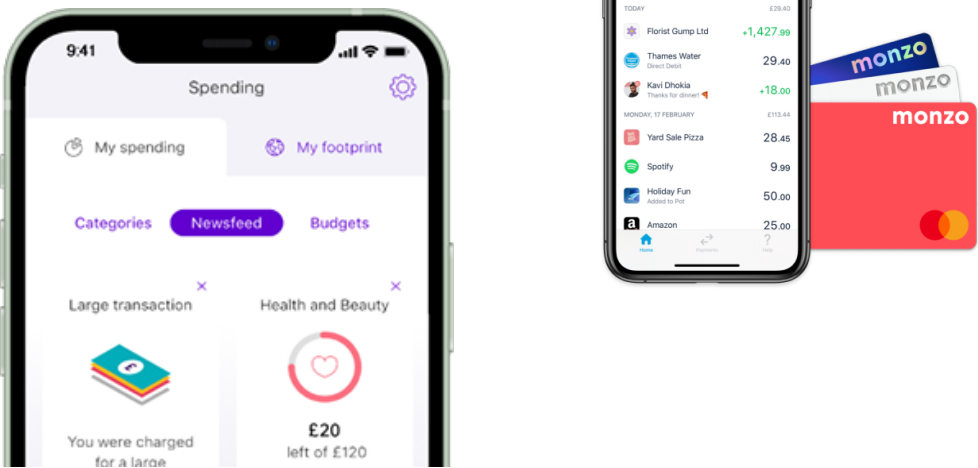 9:41
Spending
My spending
My footprint
Categories
Newsfeed
Budgets
Large transaction
£
You were charged
for a large
Health and Beauty
£20
left of £120
TODAY £29.40
Florist Gump Ltd +1,427.99
Thames Water 29.40
Direct Debit
Kavi Dhokia +18.00
Thanks for dinner!
MONDAY, 17 FEBRUARY £113.44
Yard Sale Pizza 28.45
Spotify 9.99
Holiday Fun 50.00
Added to Pot
a
Amazon 25.00
Home
Payments
?
Help
monzo
monzo
monzo